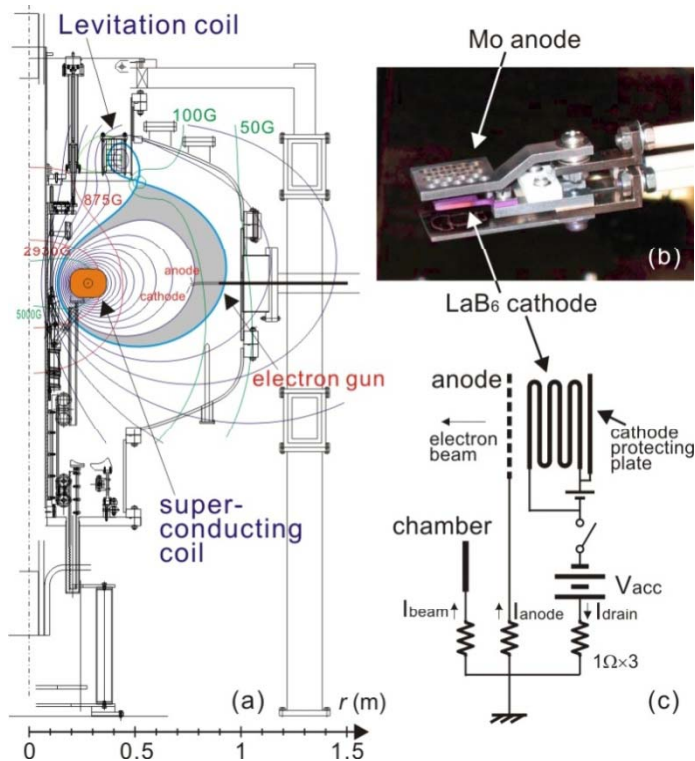 Levitation coil
100G
50G
875G
2930G
5000G
anode
cathode
electron gun
super-
conducting
coil
(a)
r (m)
0
0.5
1
1.5
Mo anode
(b)
LaB6 cathode
anode
electron
beam
cathode
protecting
plate
chamber
Vacc
Ibeam
Ianode
Idrain
1Ω×3
(c)